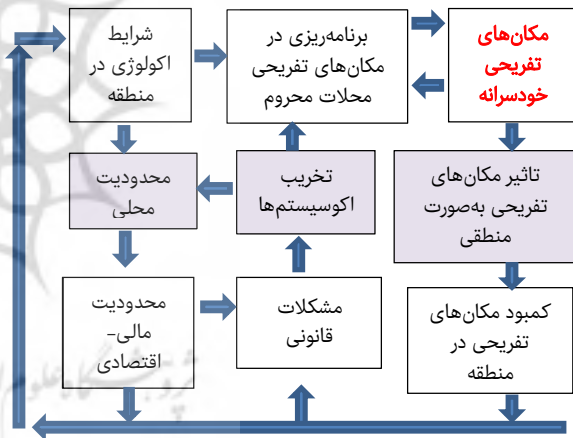 مکان‌های
تفریحی
خودسرانه
برنامه‌ریزی در
مکان‌های تفریحی
محلات محروم
شرایط
اکولوژی در
منطقه
تاثیر مکان‌های
تفریحی به‌صورت
منطقی
تخریب
اکوسیستم‌ها
محدودیت
محلی
کمبود مکان‌های
تفریحی در
منطقه
مشکلات
قانونی
محدودیت
مالی-
اقتصادی